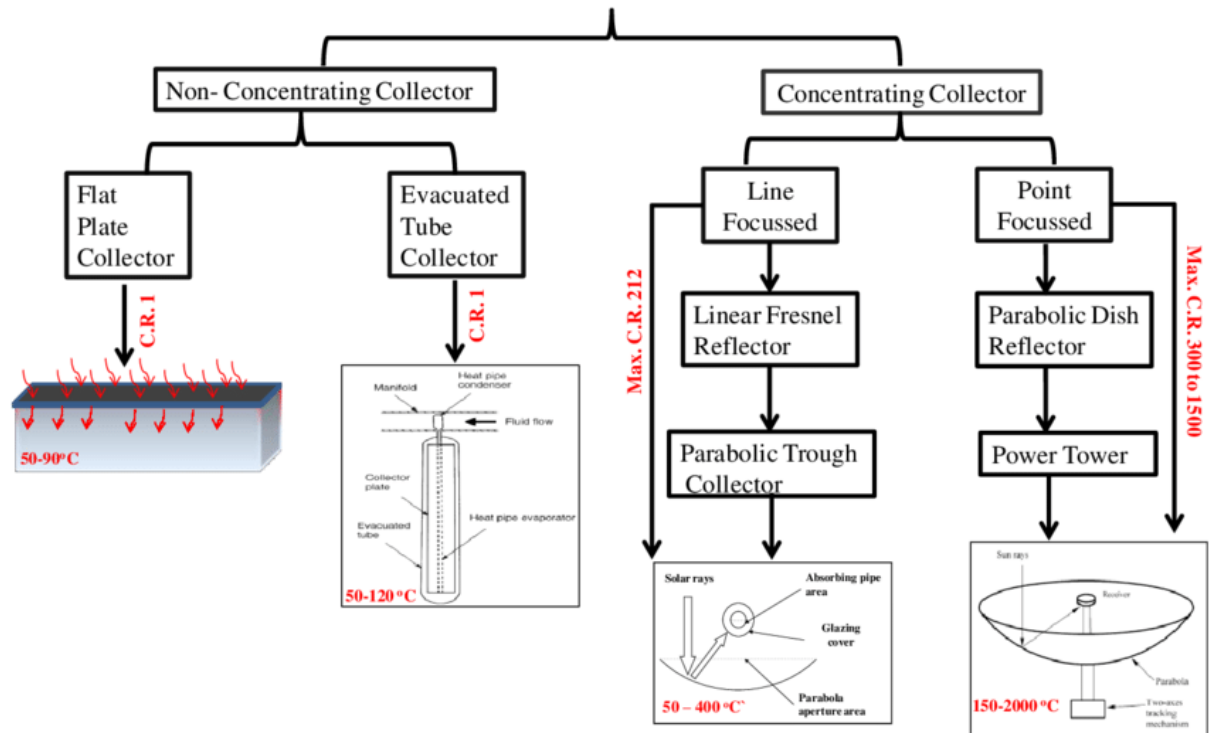 Non- Concentrating Collector
Concentrating Collector
Flat
Plate
Collector
Evacuated
Tube
Collector
Line
Focussed
Point
Focussed
C.R. 1
C.R. 1
Max. C.R. 212
Max. C.R. 300 to 1500
Linear Fresnel
Reflector
Parabolic Dish
Reflector
Parabolic Trough
Collector
Power Tower
50-90°C
Heat pipe
condenser
Manifold
Fluid flow
Collector
plate
Heat pipe evaporator
Evacuated
tube
50-120 °C
Solar rays
Absorbing pipe
area
Glazing
cover
Parabola
aperture area
50 – 400 °C`
Sun rays
Receiver
Parabola
Two-axes
tracking
mechanism
150-2000 °C